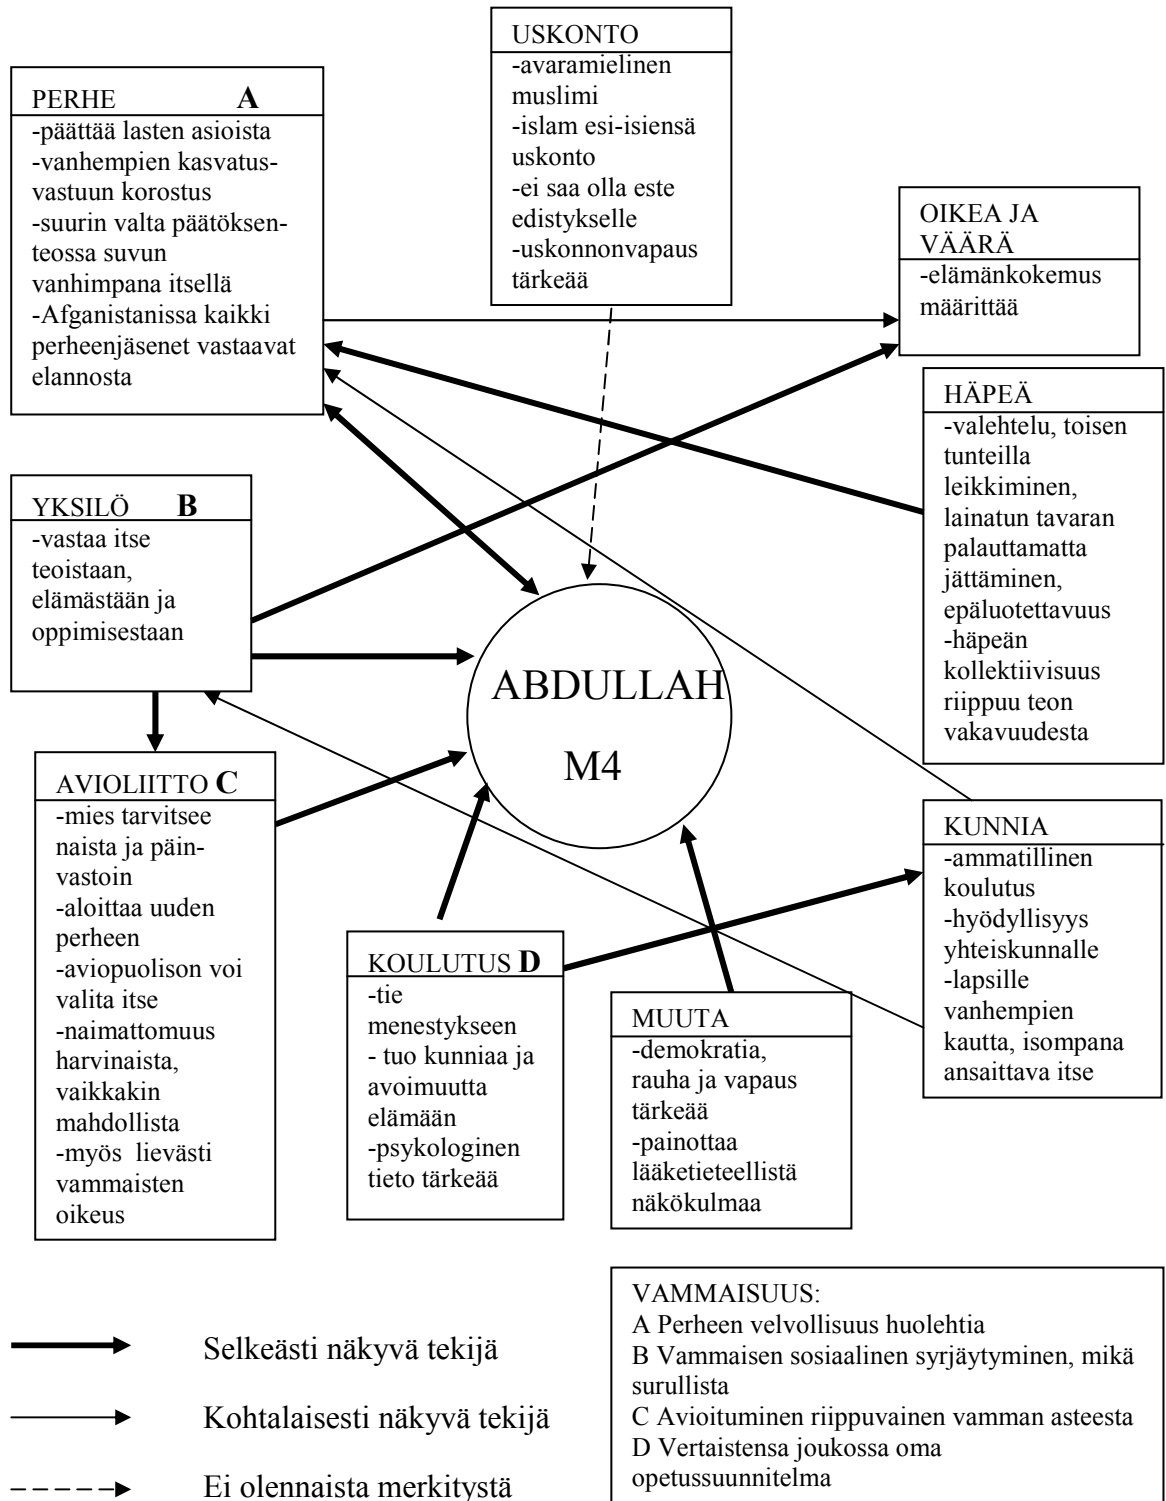 USKONTO
-avaramielinen
muslimi
-islam esi-isiensä
uskonto
-ei saa olla este
edistykselle
-uskonnonvapaus
tärkeää
PERHE A
-päättää lasten asioista
-vanhempien kasvatus-
vastuun korostus
-suurin valta päätöksen-
teossa suvun
vanhimpana itsellä
-Afganistanissa kaikki
perheenjäsenet vastaavat
elannosta
OIKEA JA
VÄÄRÄ
-elämänkokemus
määrittää
HÄPEÄ
-valehtelu, toisen
tunteilla
leikkiminen,
lainatun tavaran
palauttamatta
jättäminen,
epäluotettavuus
-häpeän
kollektiivisuus
riippuu teon
vakavuudesta
YKSILÖ B
-vastaa itse
teoistaan,
elämästään ja
oppimisestaan
ABDULLAH
M4
AVIOLIITTO C
-mies tarvitsee
naista ja päin-
vastoin
-aloittaa uuden
perheen
-aviopuolison voi
valita itse
-naimattomuus
harvinaista,
vaikkakin
mahdollista
-myös lievästi
vammaisten
oikeus
KOULUTUS D
-tie
menestykseen
- tuo kunniaa ja
avoimuutta
elämään
-psykologinen
tieto tärkeää
MUUTA
-demokratia,
rauha ja vapaus
tärkeää
-painottaa
lääketieteellistä
näkökulmaa
KUNNIA
-ammatillinen
koulutus
-hyödyllisyys
yhteiskunnalle
-lapsille
vanhempien
kautta, isompana
ansaittava itse
Selkeästi näkyvä tekijä
Kohtalaisesti näkyvä tekijä
Ei olennaista merkitystä
VAMMAISUUS:
A Perheen velvollisuus huolehtia
B Vammaisen sosiaalinen syrjäytyminen, mikä
surullista
C Avioituminen riippuvainen vamman asteesta
D Vertaistensa joukossa oma
opetussuunnitelma